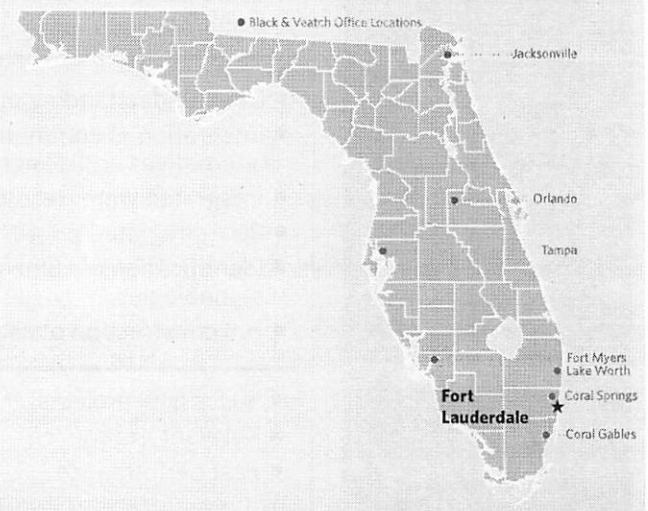 Black & Veatch Office Locations
Jacksonville
Orlando
Tampa
Fort Myers
Lake Worth
Fort
Lauderdale
Coral Springs
Coral Gables